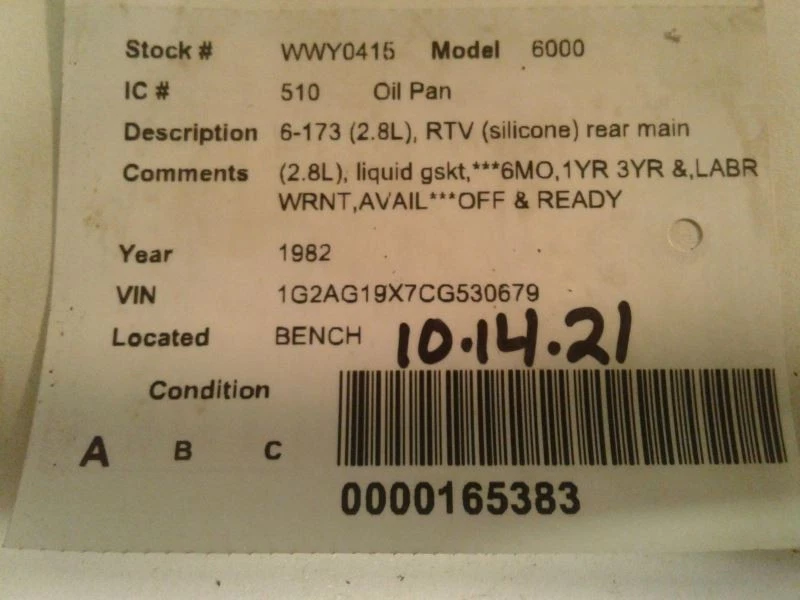 Stock # WWY0415 Model 6000
IC # 510 Oil Pan
Description 6-173 (2.8L), RTV (silicone) rear main
Comments (2.8L), liquid gskt,***6MO,1YR 3YR &,LABR
WRNT,AVAIL***OFF & READY
Year 1982
VIN 1G2AG19X7CG530679
Located BENCH 10.14.21
Condition
A B C
0000165383